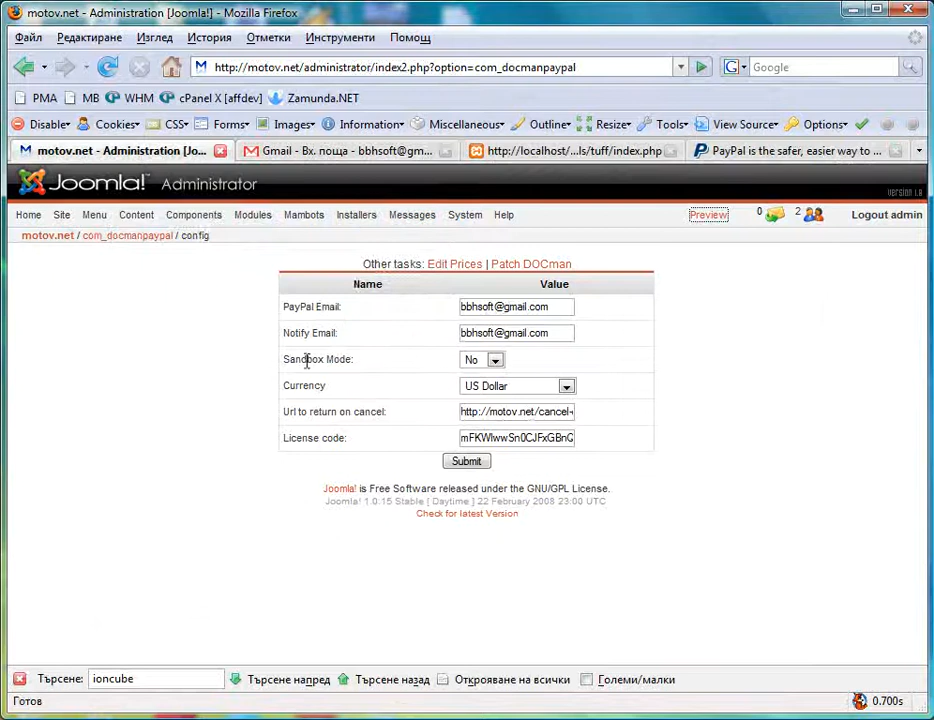 motov.net - Administration [Joomla!] - Mozilla Firefox
Файл Редактиране Изглед История Отметки Инструменти Помощ
http://motov.net/administrator/index2.php?option=com_docmanpaypal Google
PMA MB WHM cPanel X [affdev] Zamunda.NET
Disable Cookies CSS Forms Images Information Miscellaneous Outline Resize Tools View Source Options
motov.net - Administration [Jo... Gmail - Вх. поща - bbhsoft@gm... http://localhost/...ls/tuff/index.php PayPal is the safer, easier way to ...
Joomla! Administrator
version 1.0
Home Site Menu Content Components Modules Mambots Installers Messages System Help Preview 0 2 Logout admin
motov.net / com_docmanpaypal / config
Other tasks: Edit Prices | Patch DOCman
Name Value
PayPal Email: bbhsoft@gmail.com
Notify Email: bbhsoft@gmail.com
Sandbox Mode: No
Currency US Dollar
Url to return on cancel: http://motov.net/cancel-
License code: mFKWlwwSn0CJFxGBnQ
Submit
Joomla! is Free Software released under the GNU/GPL License.
Joomla! 1.0.15 Stable [ Daytime ] 22 February 2008 23:00 UTC
Check for latest Version
Търсене: ioncube Търсене напред Търсене назад Открояване на всички Големи/малки
Готов 0.700s